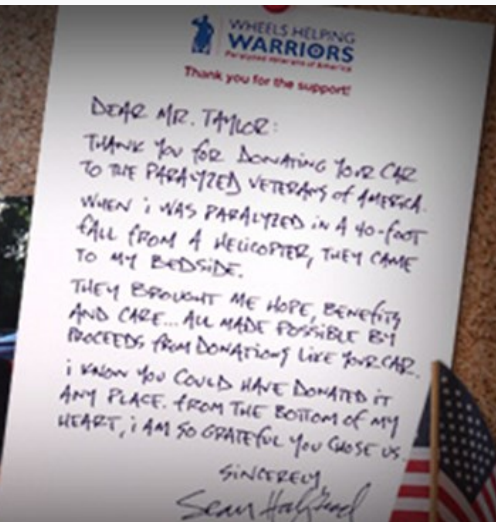 WHEELS HELPING
WARRIORS
Paralyzed Veterans of America
Thank you for the support!
DEAR MR. TAYLOR:
THANK YOU FOR DONATING YOUR CAR
TO THE PARALYZED VETERANS of AMERICA.
WHEN i WAS PARALYZED iN A 40-FOOT
FALL FROM A HELICOPTER, THEY CAME
TO MY BEDSIDE.
THEY BROUGHT ME HOPE, BENEFITS
AND CARE... ALL MADE POSSIBLE BY
PROCEEDS FROM DONATIONS LIKE YOUR CAR.
i KNOW YOU COULD HAVE DONATED iT
ANY PLACE. FROM THE BOTTOM OF MY
HEART, i AM SO GRATEFUL YOU CHOSE US.
SINCERELY,
Sean